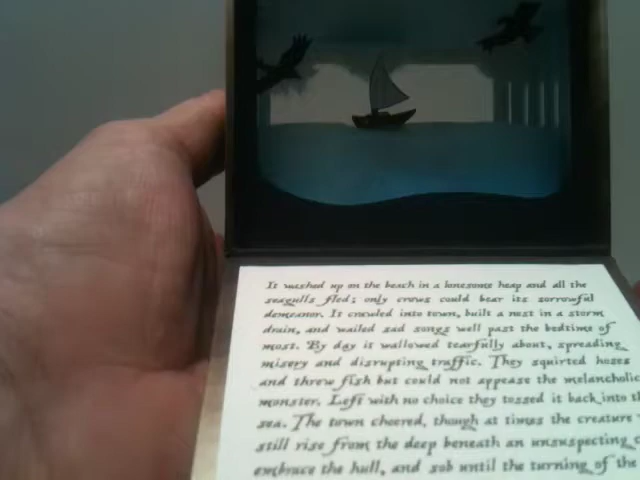 It washed up on the beach in a lonesome heap and all the
seagulls fled; only crows could bear its sorrowful
demeanor. It crawled into town, built a nest in a storm
drain, and wailed sad songs well past the bedtime of
most. By day it wallowed tearfully about, spreading
misery and disrupting traffic. They squirted hoses
and threw fish but could not appease the melancholic
monster. Left with no choice they tossed it back into
sea. The town cheered, though at times the creature
still rise from the deep beneath an unsuspecting
embrace the hull, and sob until the turning of the